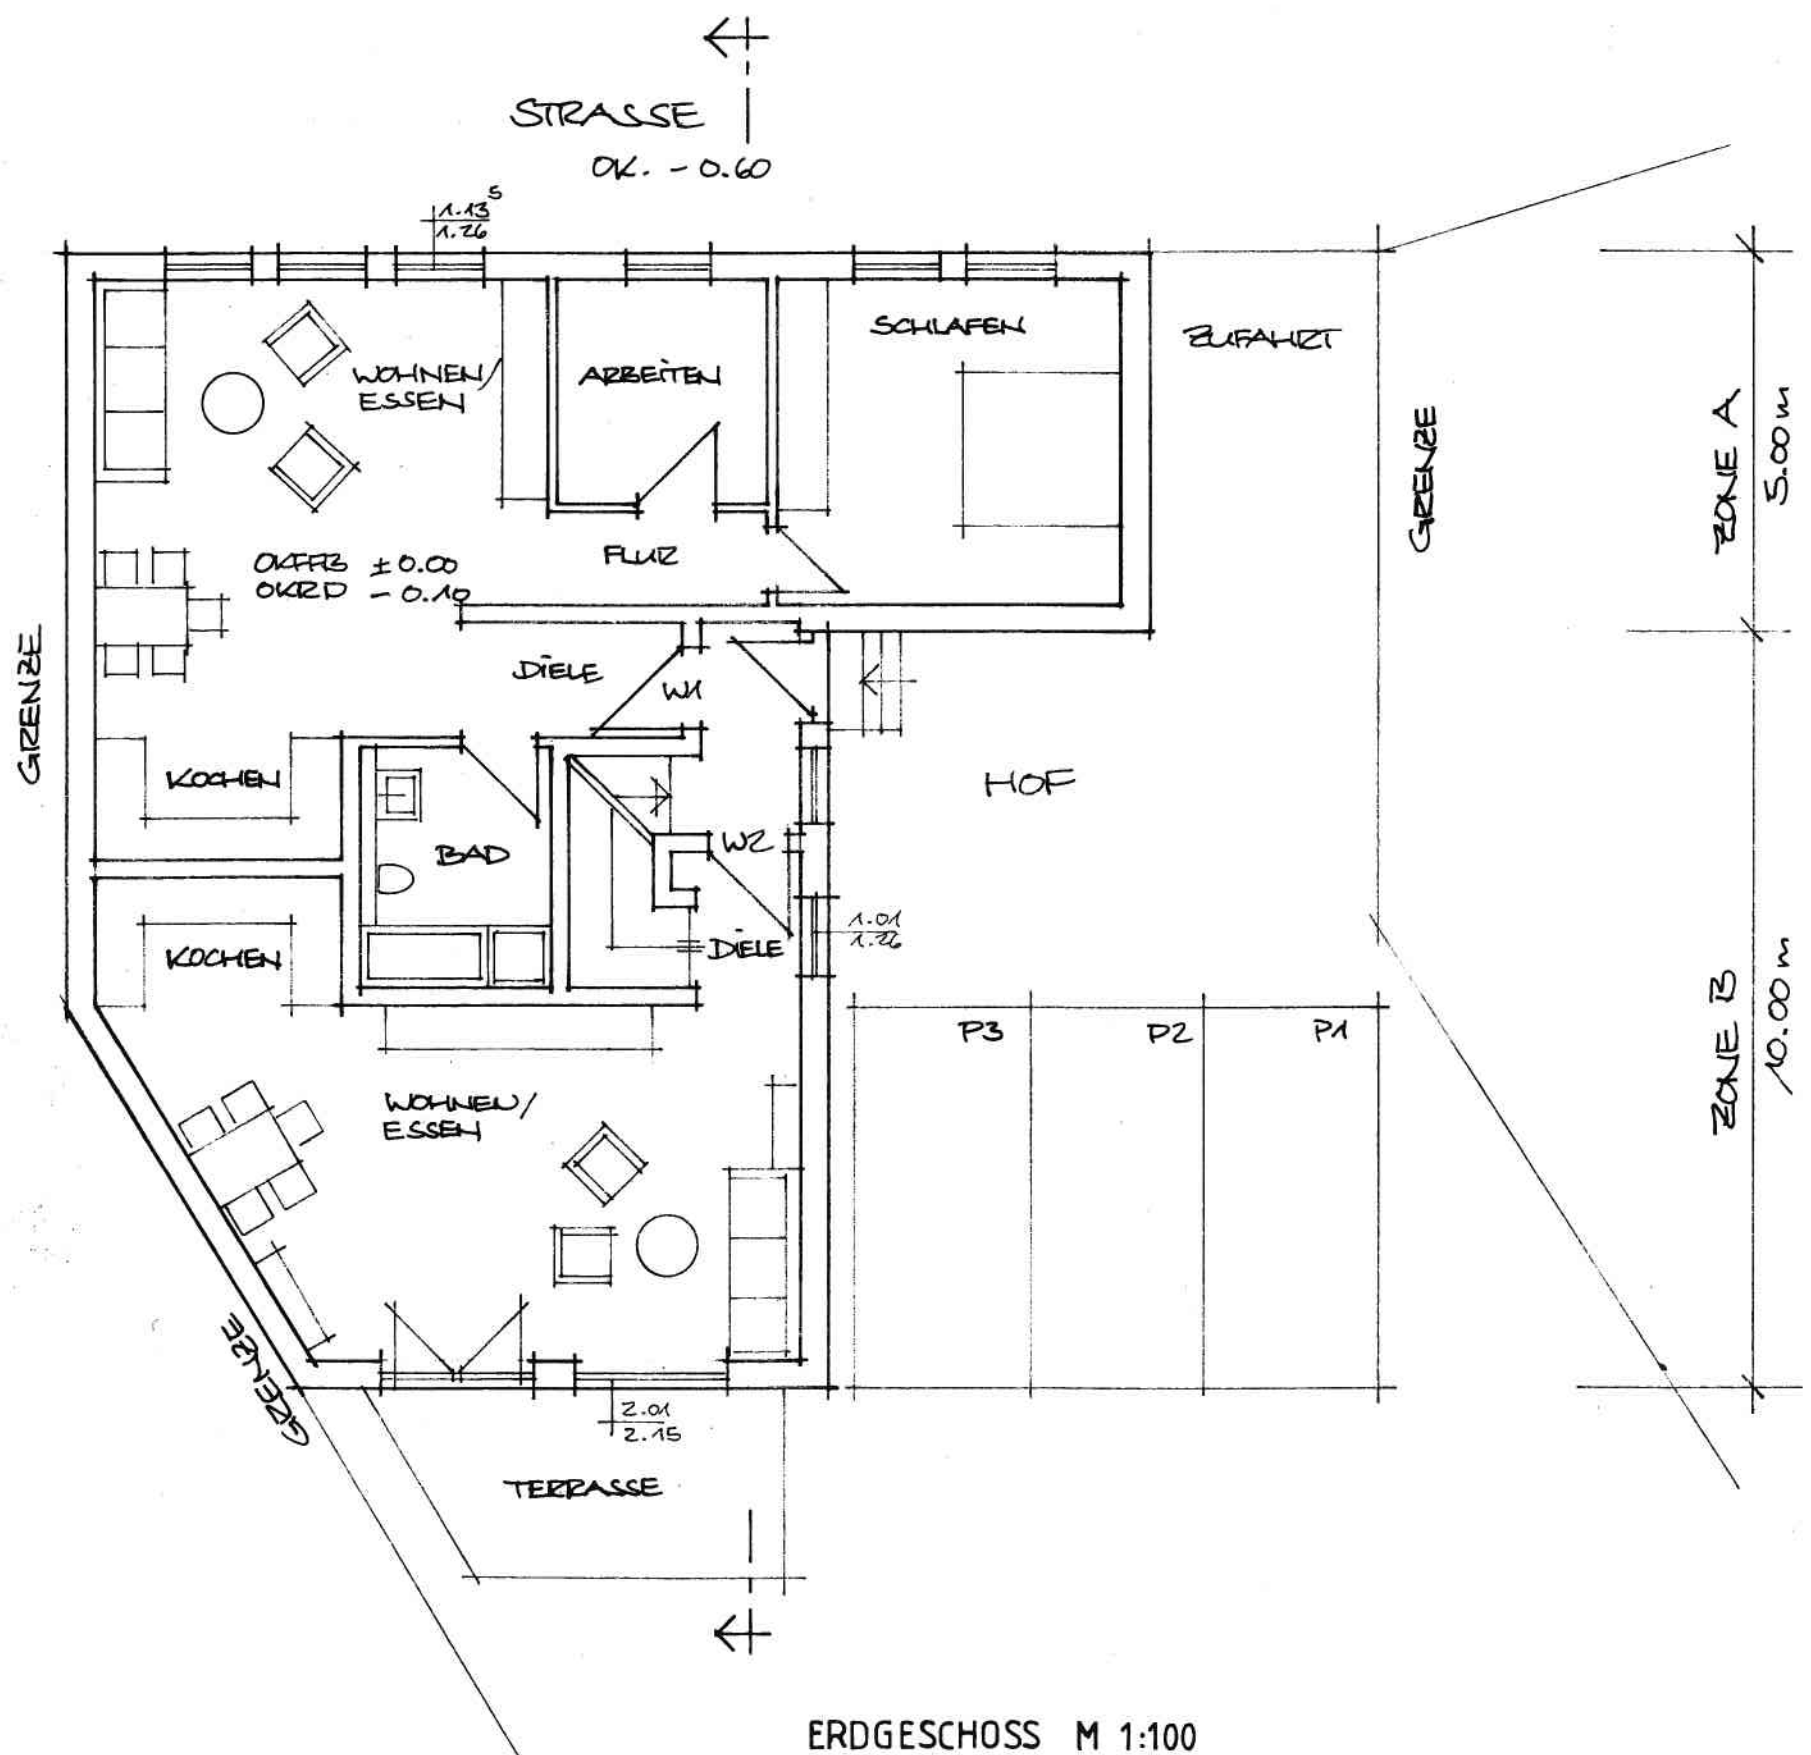 STRASSE
OK. - 0.60
1.13⁵
1.26
SCHLAFEN
ZUFAHRT
WOHNEN/
ESSEN
ARBEITEN
GRENZE
ZONE A
5.00 m
OKFFB ± 0.00
OKRD - 0.10
FLUR
GRENZE
DIELE
W1
KOCHEN
HOF
BAD
W2
KOCHEN
DIELE
1.01
1.26
P3
P2
P1
ZONE B
10.00 m
WOHNEN/
ESSEN
GRENZE
2.01
2.15
TERRASSE
ERDGESCHOSS M 1:100